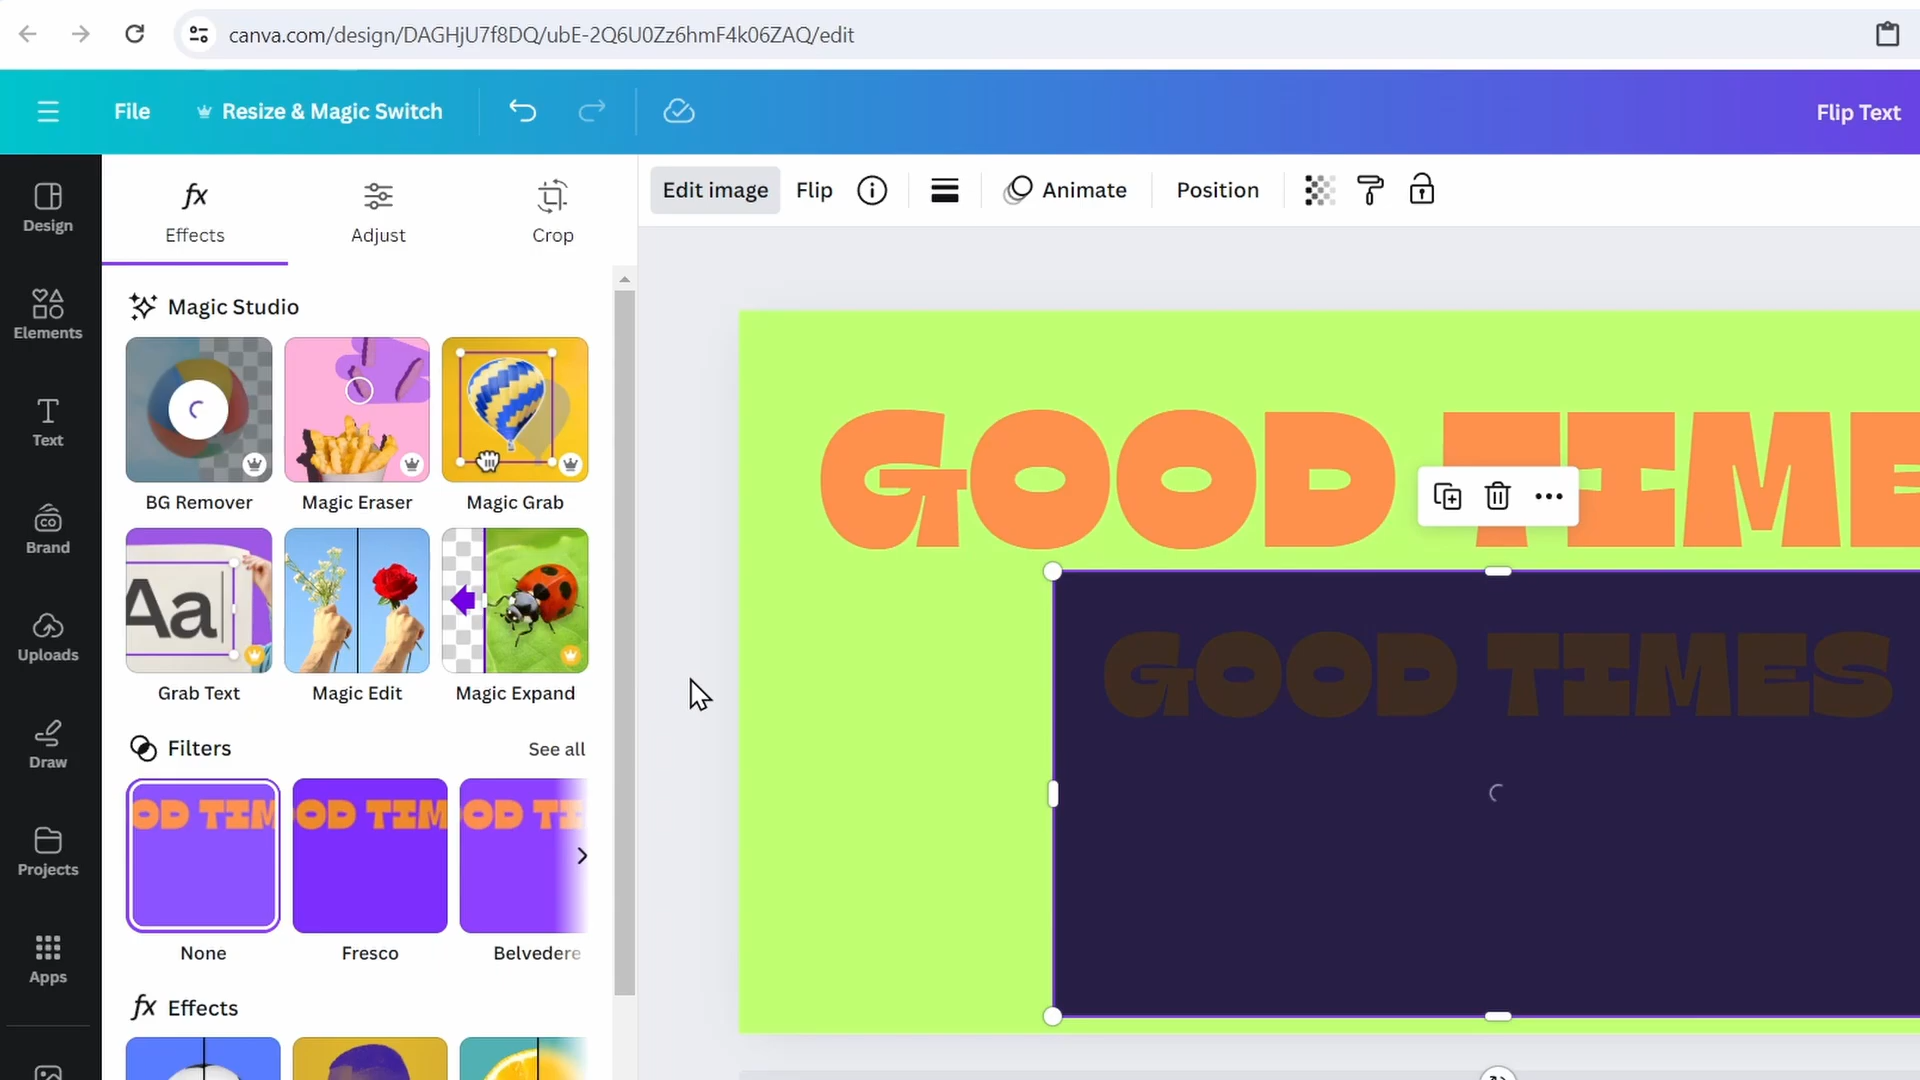 canva.com/design/DAGHjU7f8DQ/ubE-2Q6U0Zz6hmF4k06ZAQ/edit
File
Resize & Magic Switch
Flip Text
Design
Elements
Text
Brand
Uploads
Draw
Projects
Apps
fx
Effects
Adjust
Crop
Edit image
Flip
Animate
Position
Magic Studio
BG Remover
Magic Eraser
Magic Grab
Aa
Grab Text
Magic Edit
Magic Expand
Filters
See all
OD TIM
OD TIM
OD TI
None
Fresco
Belvedere
fx Effects
GOOD TIME
GOOD TIMES